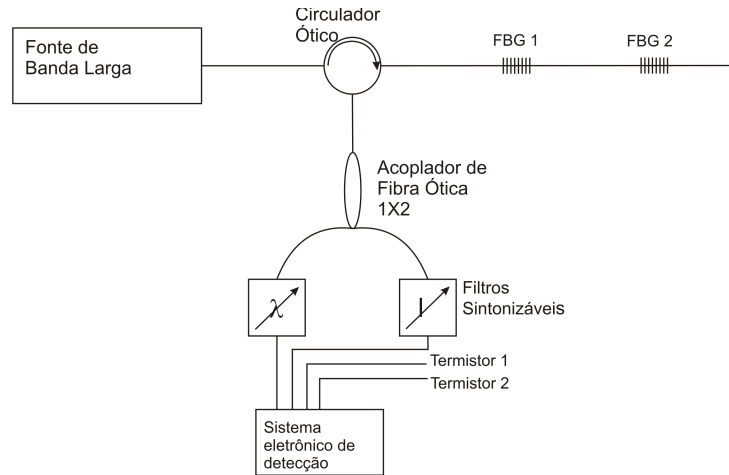 Circulador
Ótico
Fonte de
Banda Larga
FBG 1
FBG 2
Acoplador de
Fibra Ótica
1X2
λ
I
Filtros
Sintonizáveis
Termistor 1
Termistor 2
Sistema
eletrônico de
detecção